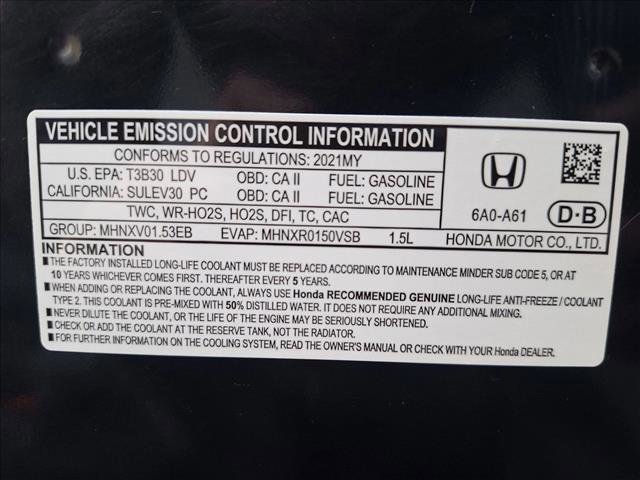 VEHICLE EMISSION CONTROL INFORMATION
CONFORMS TO REGULATIONS: 2021MY
U.S. EPA: T3B30 LDV OBD: CA II FUEL: GASOLINE
CALIFORNIA: SULEV30 PC OBD: CA II FUEL: GASOLINE
TWC, WR-HO2S, HO2S, DFI, TC, CAC
GROUP: MHNXV01.53EB EVAP: MHNXR0150VSB 1.5L
6A0-A61 D-B
HONDA MOTOR CO., LTD.
INFORMATION
■ THE FACTORY INSTALLED LONG-LIFE COOLANT REQUIRES REPLACEMENT ACCORDING TO MAINTENANCE MINDER SUB CODE 5, OR AT
10 YEARS WHICHEVER COMES FIRST. THEREAFTER EVERY 5 YEARS.
■ WHEN ADDING OR REPLACING THE COOLANT, ALWAYS USE Honda RECOMMENDED GENUINE LONG-LIFE ANTI-FREEZE / COOLANT
TYPE 2. THIS COOLANT IS PRE-MIXED WITH 50% DISTILLED WATER. IT DOES NOT REQUIRE ANY ADDITIONAL MIXING.
■ NEVER DILUTE THE COOLANT, OR THE LIFE OF THE ENGINE MAY BE SERIOUSLY SHORTENED.
■ CHECK OR ADD THE COOLANT AT THE RESERVE TANK, NOT THE RADIATOR.
■ FOR FURTHER INFORMATION ON THE COOLING SYSTEM, READ THE OWNER'S MANUAL OR CHECK WITH YOUR Honda DEALER.